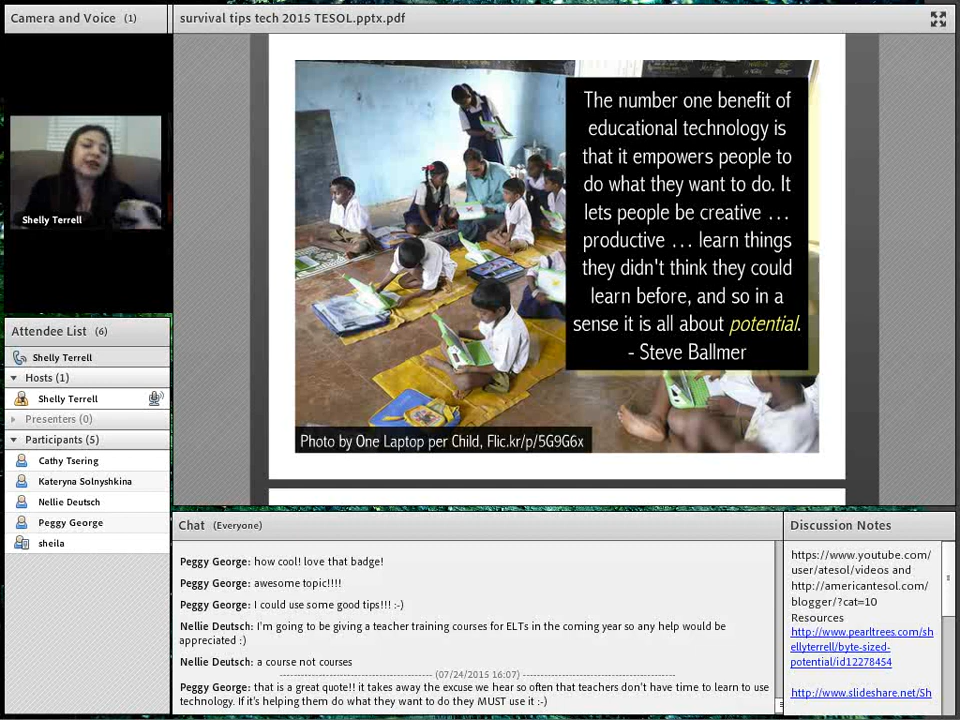 Camera and Voice (1)
survival tips tech 2015 TESOL.pptx.pdf
Shelly Terrell
The number one benefit of
educational technology is
that it empowers people to
do what they want to do. It
lets people be creative ...
productive ... learn things
they didn't think they could
learn before, and so in a
sense it is all about potential.
- Steve Ballmer
Photo by One Laptop per Child, Flic.kr/p/5G9G6x
Attendee List (6)
Shelly Terrell
Hosts (1)
Shelly Terrell
Presenters (0)
Participants (5)
Cathy Tsering
Kateryna Solnyshkina
Nellie Deutsch
Peggy George
sheila
Chat (Everyone)
Peggy George: how cool! love that badge!
Peggy George: awesome topic!!!!
Peggy George: I could use some good tips!!! :-)
Nellie Deutsch: I'm going to be giving a teacher training courses for ELTs in the coming year so any help would be
appreciated :)
Nellie Deutsch: a course not courses
(07/24/2015 16:07)
Peggy George: that is a great quote!! it takes away the excuse we hear so often that teachers don't have time to learn to use
technology. If it's helping them do what they want to do they MUST use it :-)
Discussion Notes
https://www.youtube.com/
user/atesol/videos and
http://americantesol.com/
blogger/?cat=10
Resources
http://www.pearltrees.com/sh
ellyterrell/byte-sized-
potential/id12278454
http://www.slideshare.net/Sh